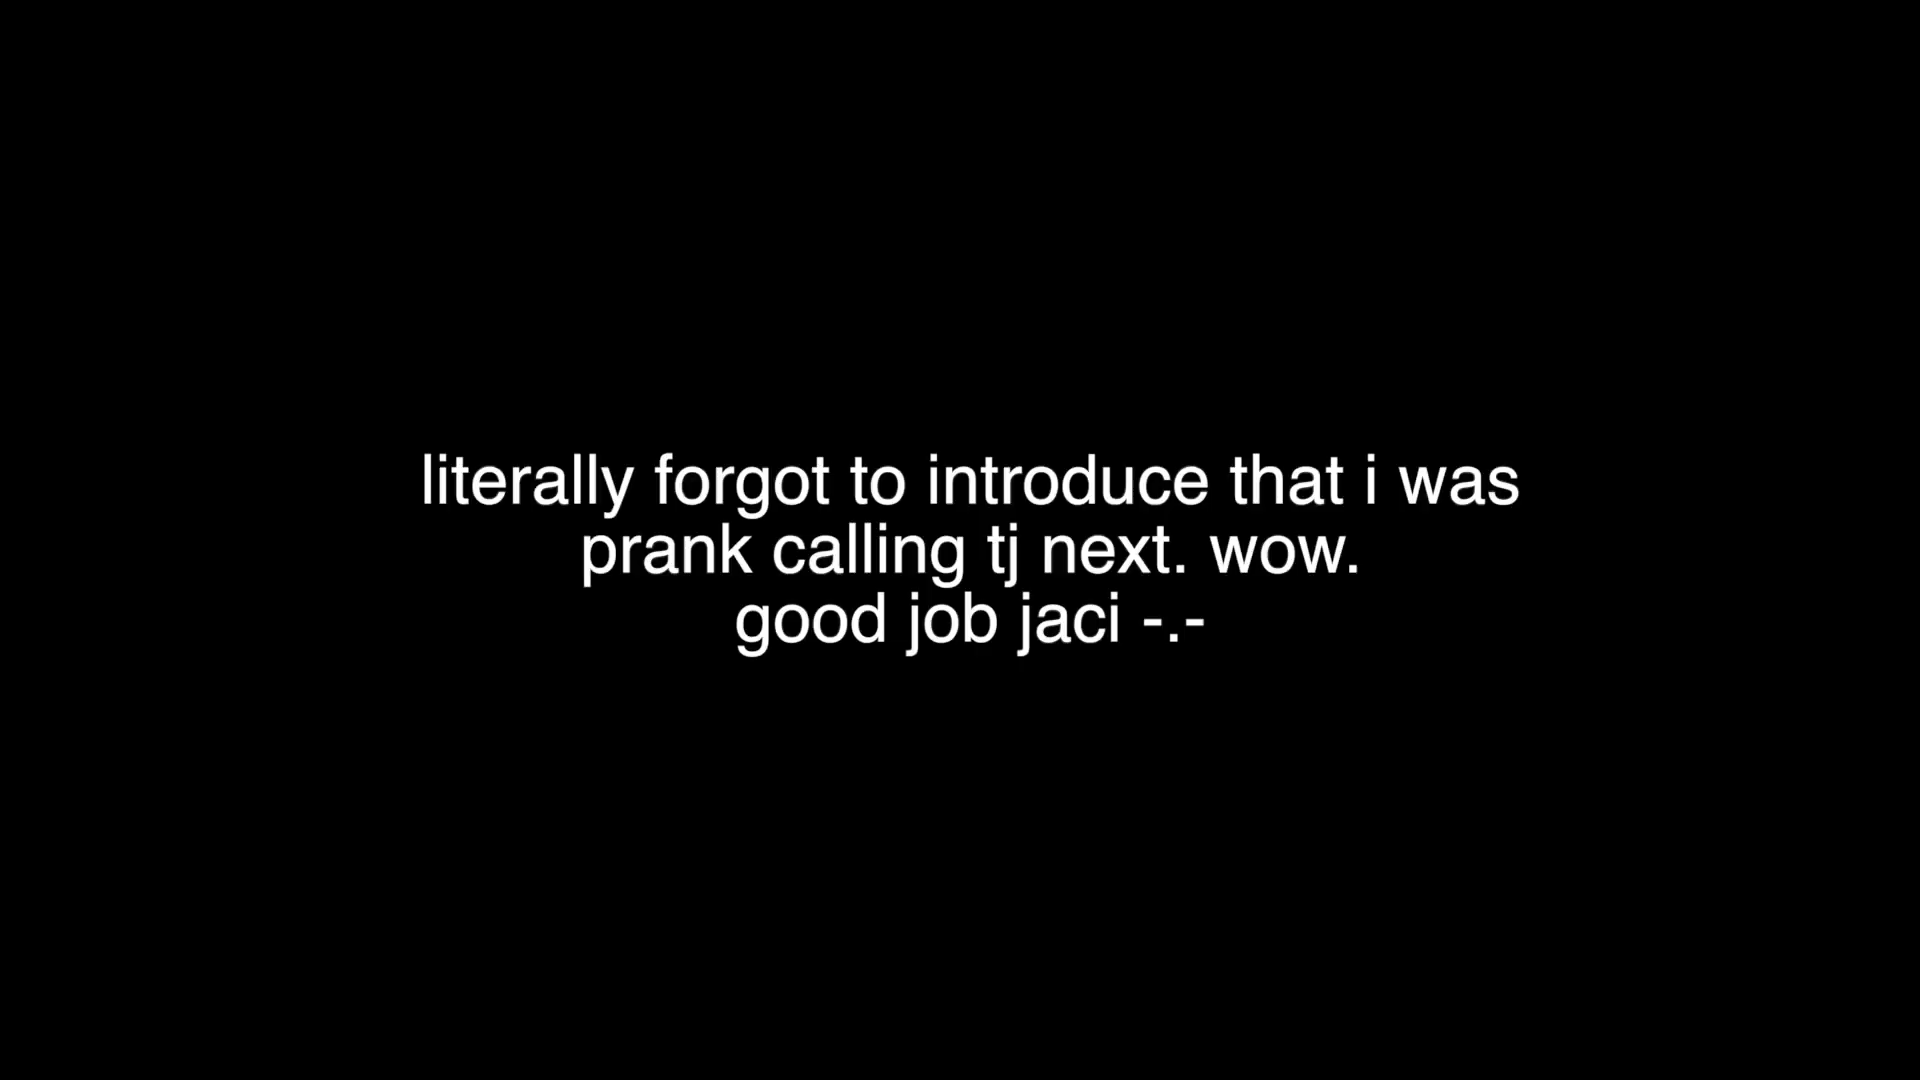 literally forgot to introduce that i was
prank calling tj next. wow.
good job jaci -.-